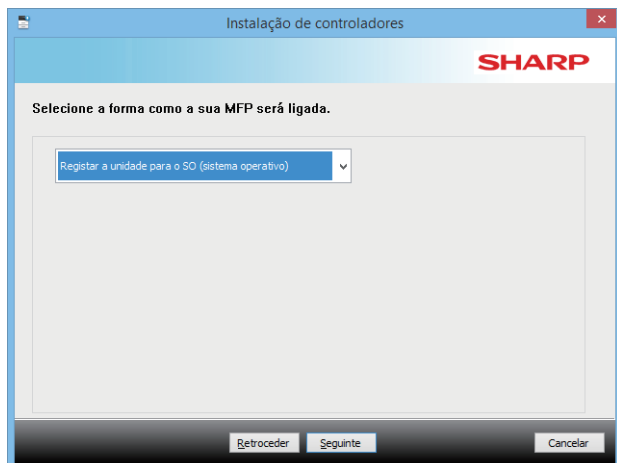 Instalação de controladores
SHARP
Selecione a forma como a sua MFP será ligada.
Registar a unidade para o SO (sistema operativo)
Retroceder
Seguinte
Cancelar